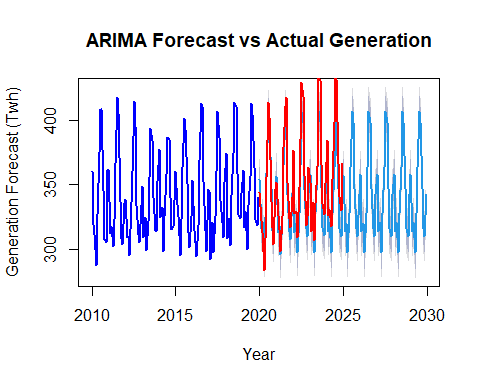 ARIMA Forecast vs Actual Generation
Generation Forecast (Twh)
400
350
300
2010 2015 2020 2025 2030
Year